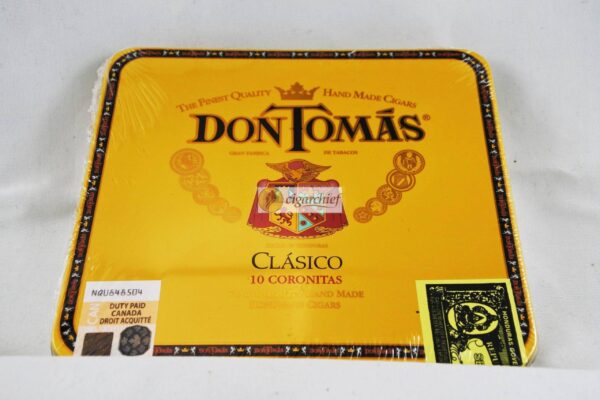 THE FINEST QUALITY HAND MADE CIGARS
DON TOMÁS®
GRAN FABRICA DE TABACOS
cigarchief
CLÁSICO
10 CORONITAS
HAND MADE
CIGARS
DUTY PAID
CANADA
DROIT ACQUITTÉ
HONDURAS